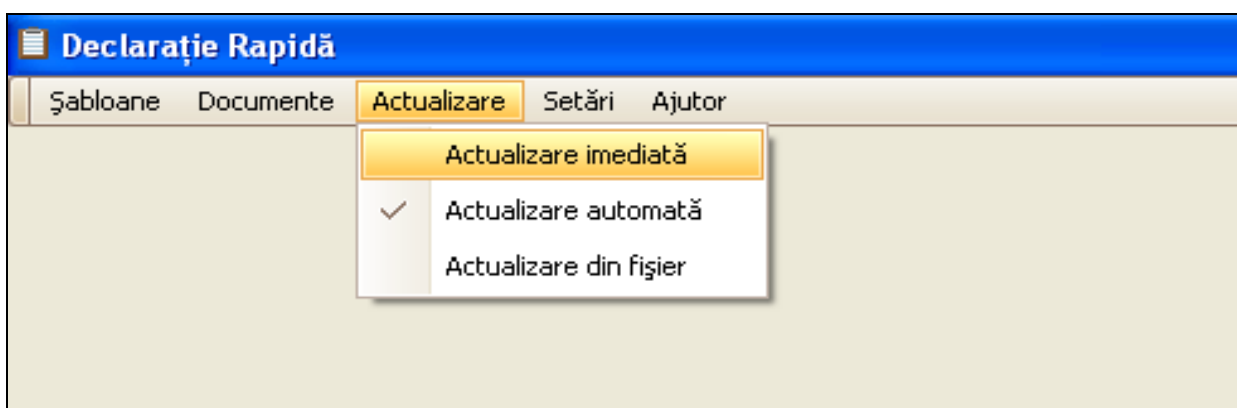 Declarație Rapidă
Şabloane Documente Actualizare Setări Ajutor
Actualizare imediată
Actualizare automată
Actualizare din fişier